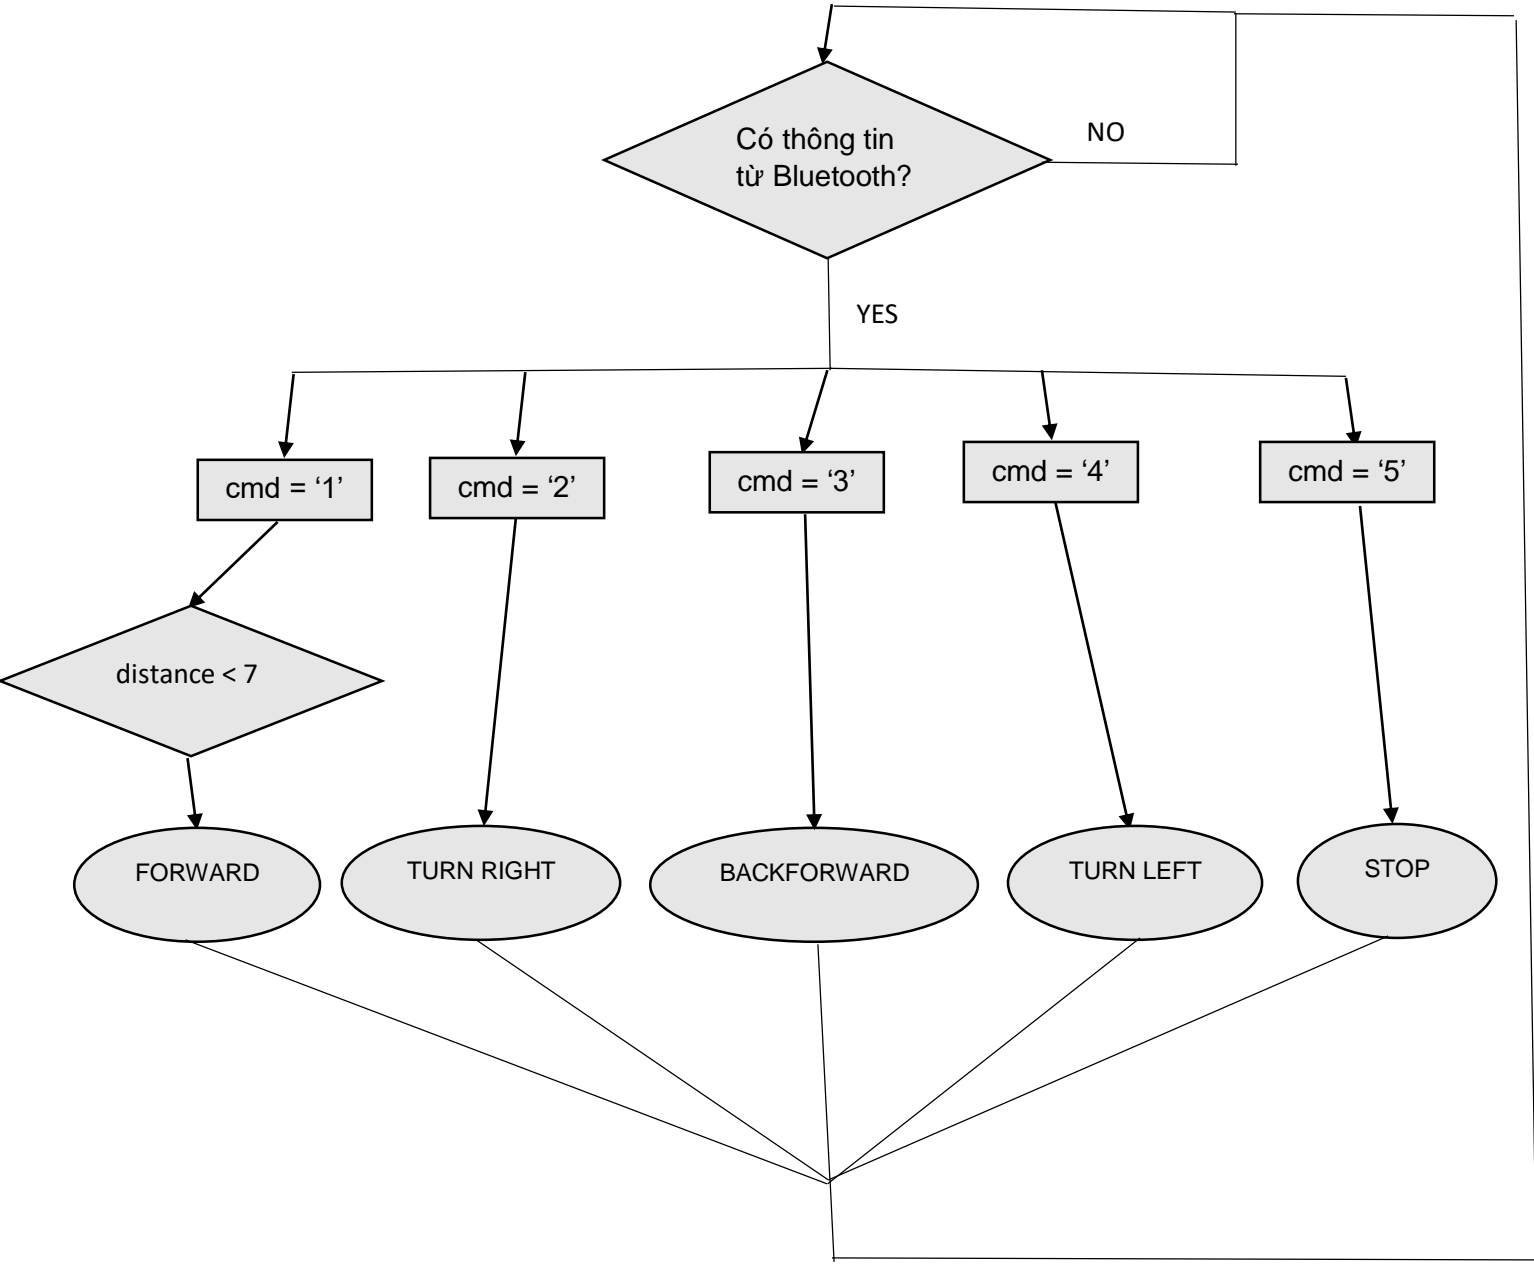 Có thông tin
từ Bluetooth?
NO
YES
cmd = ‘1’
cmd = ‘2’
cmd = ‘3’
cmd = ‘4’
cmd = ‘5’
distance < 7
FORWARD
TURN RIGHT
BACKFORWARD
TURN LEFT
STOP